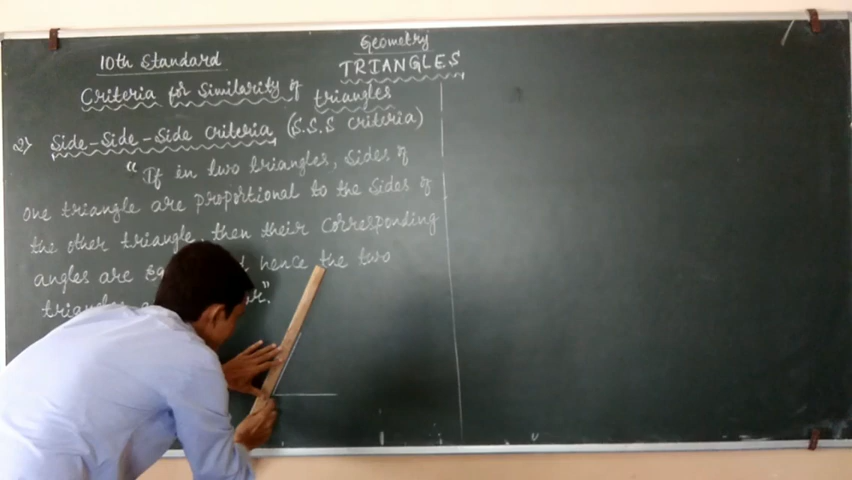 Geometry
10th Standard
TRIANGLES
Criteria for Similarity of triangles
2) Side-Side-Side Criteria (S.S.S Criteria)
"If in two triangles, sides of
one triangle are proportional to the sides of
the other triangle, then their corresponding
angles are hence the two